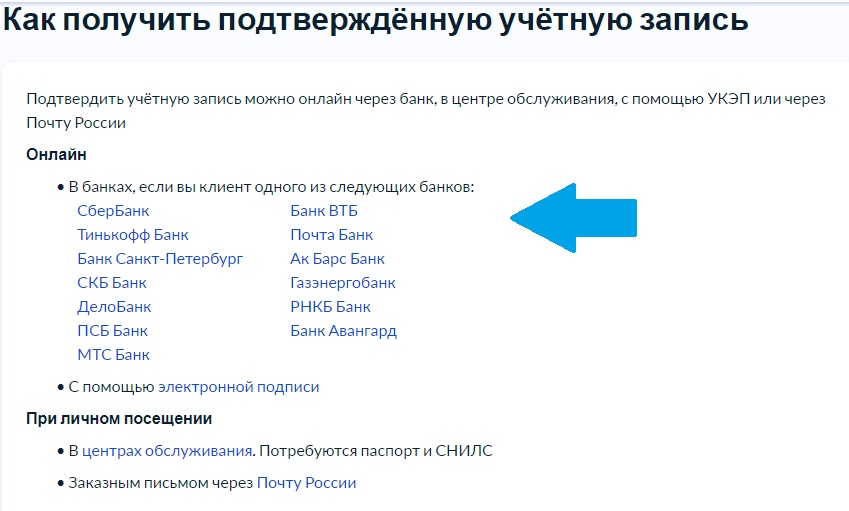 Как получить подтверждённую учётную запись
Подтвердить учётную запись можно онлайн через банк, в центре обслуживания, с помощью УКЭП или через
Почту России
Онлайн
• В банках, если вы клиент одного из следующих банков:
СберБанк Банк ВТБ
Тинькофф Банк Почта Банк
Банк Санкт-Петербург Ак Барс Банк
СКБ Банк Газэнергобанк
ДелоБанк РНКБ Банк
ПСБ Банк Банк Авангард
МТС Банк
• С помощью электронной подписи
При личном посещении
• В центрах обслуживания. Потребуются паспорт и СНИЛС
• Заказным письмом через Почту России